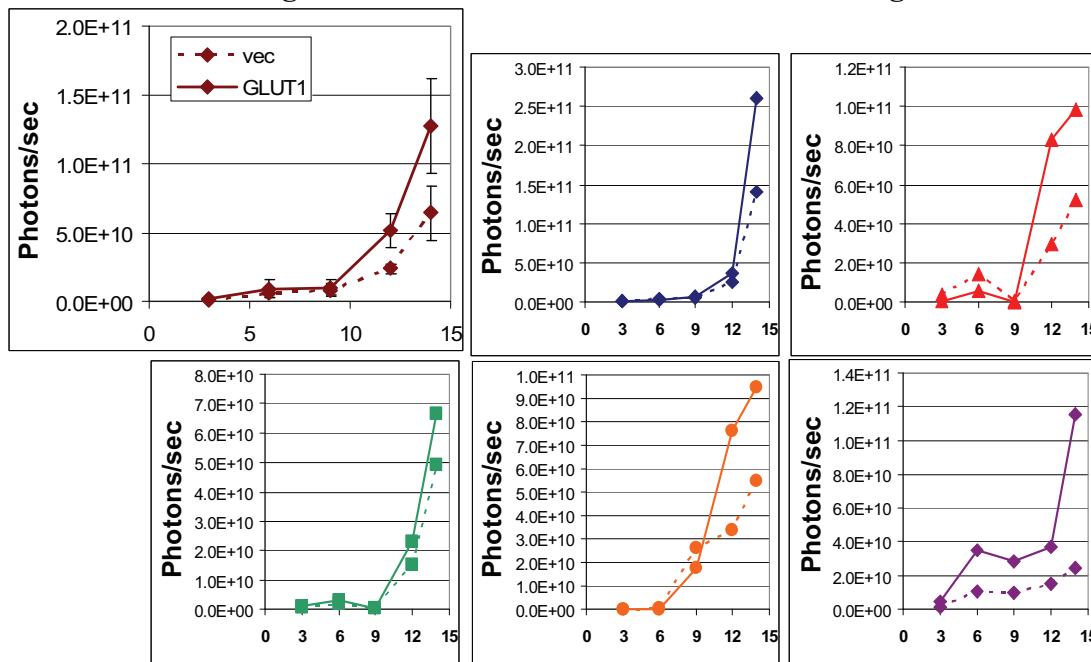 2.0E+11
1.5E+11
1.0E+11
5.0E+10
0.0E+00
Photons/sec
vec
GLUT1
0 5 10 15
3.0E+11
2.5E+11
2.0E+11
1.5E+11
1.0E+11
5.0E+10
0.0E+00
Photons/sec
0 3 6 9 12 15
1.2E+11
1.0E+11
8.0E+10
6.0E+10
4.0E+10
2.0E+10
0.0E+00
Photons/sec
0 3 6 9 12 15
8.0E+10
7.0E+10
6.0E+10
5.0E+10
4.0E+10
3.0E+10
2.0E+10
1.0E+10
0.0E+00
Photons/sec
0 3 6 9 12 15
1.0E+11
9.0E+10
8.0E+10
7.0E+10
6.0E+10
5.0E+10
4.0E+10
3.0E+10
2.0E+10
1.0E+10
0.0E+00
Photons/sec
0 3 6 9 12 15
1.4E+11
1.2E+11
1.0E+11
8.0E+10
6.0E+10
4.0E+10
2.0E+10
0.0E+00
Photons/sec
0 3 6 9 12 15